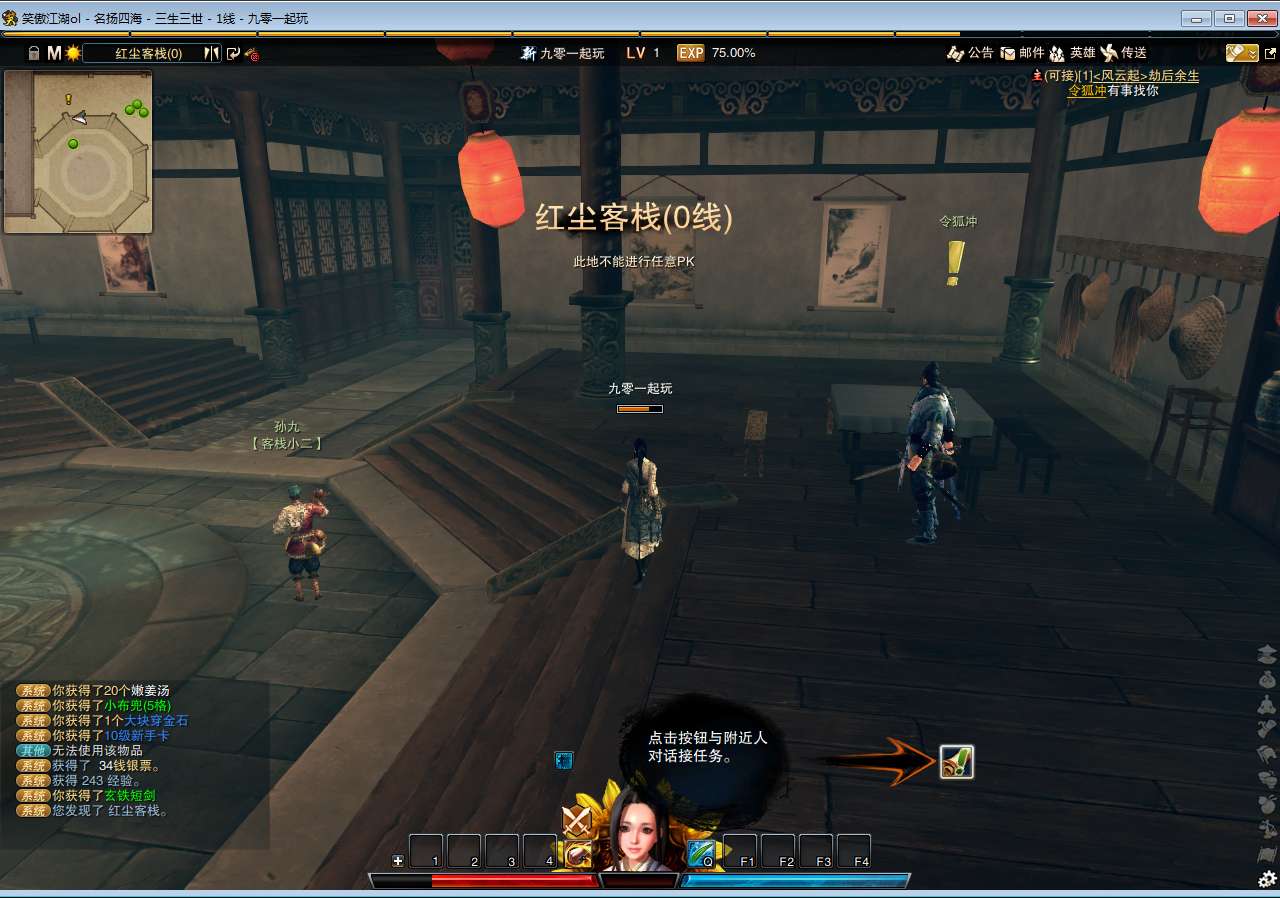 笑傲江湖ol - 名扬四海 - 三生三世 - 1线 - 九零一起玩
M 红尘客栈(0)
新 九零一起玩 LV 1 EXP 75.00%
公告 邮件 英雄 传送
主(可接)[1]<风云起>劫后余生
令狐冲有事找你
红尘客栈(0线)
此地不能进行任意PK
令狐冲
九零一起玩
孙九
【客栈小二】
系统 你获得了20个嫩姜汤
系统 你获得了小布兜(5格)
系统 你获得了1个大块穿金石
系统 你获得了10级新手卡
其他 无法使用该物品
系统 获得了 34钱银票。
系统 获得 243 经验。
系统 你获得了玄铁短剑
系统 您发现了 红尘客栈。
点击按钮与附近人
对话接任务。
1 2 3 4 Q F1 F2 F3 F4